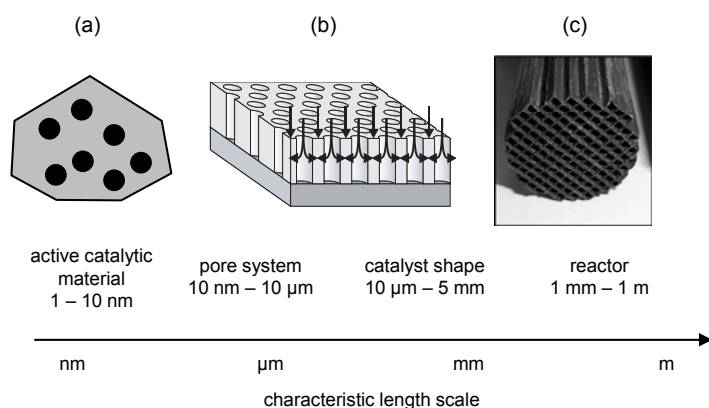 (a)
(b)
(c)
active catalytic
material
1 – 10 nm
pore system
10 nm – 10 µm
catalyst shape
10 µm – 5 mm
reactor
1 mm – 1 m
nm
µm
mm
m
characteristic length scale